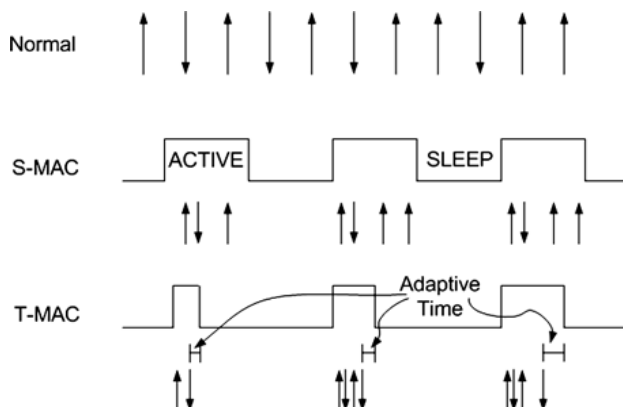 Normal
S-MAC
ACTIVE
SLEEP
T-MAC
Adaptive
Time